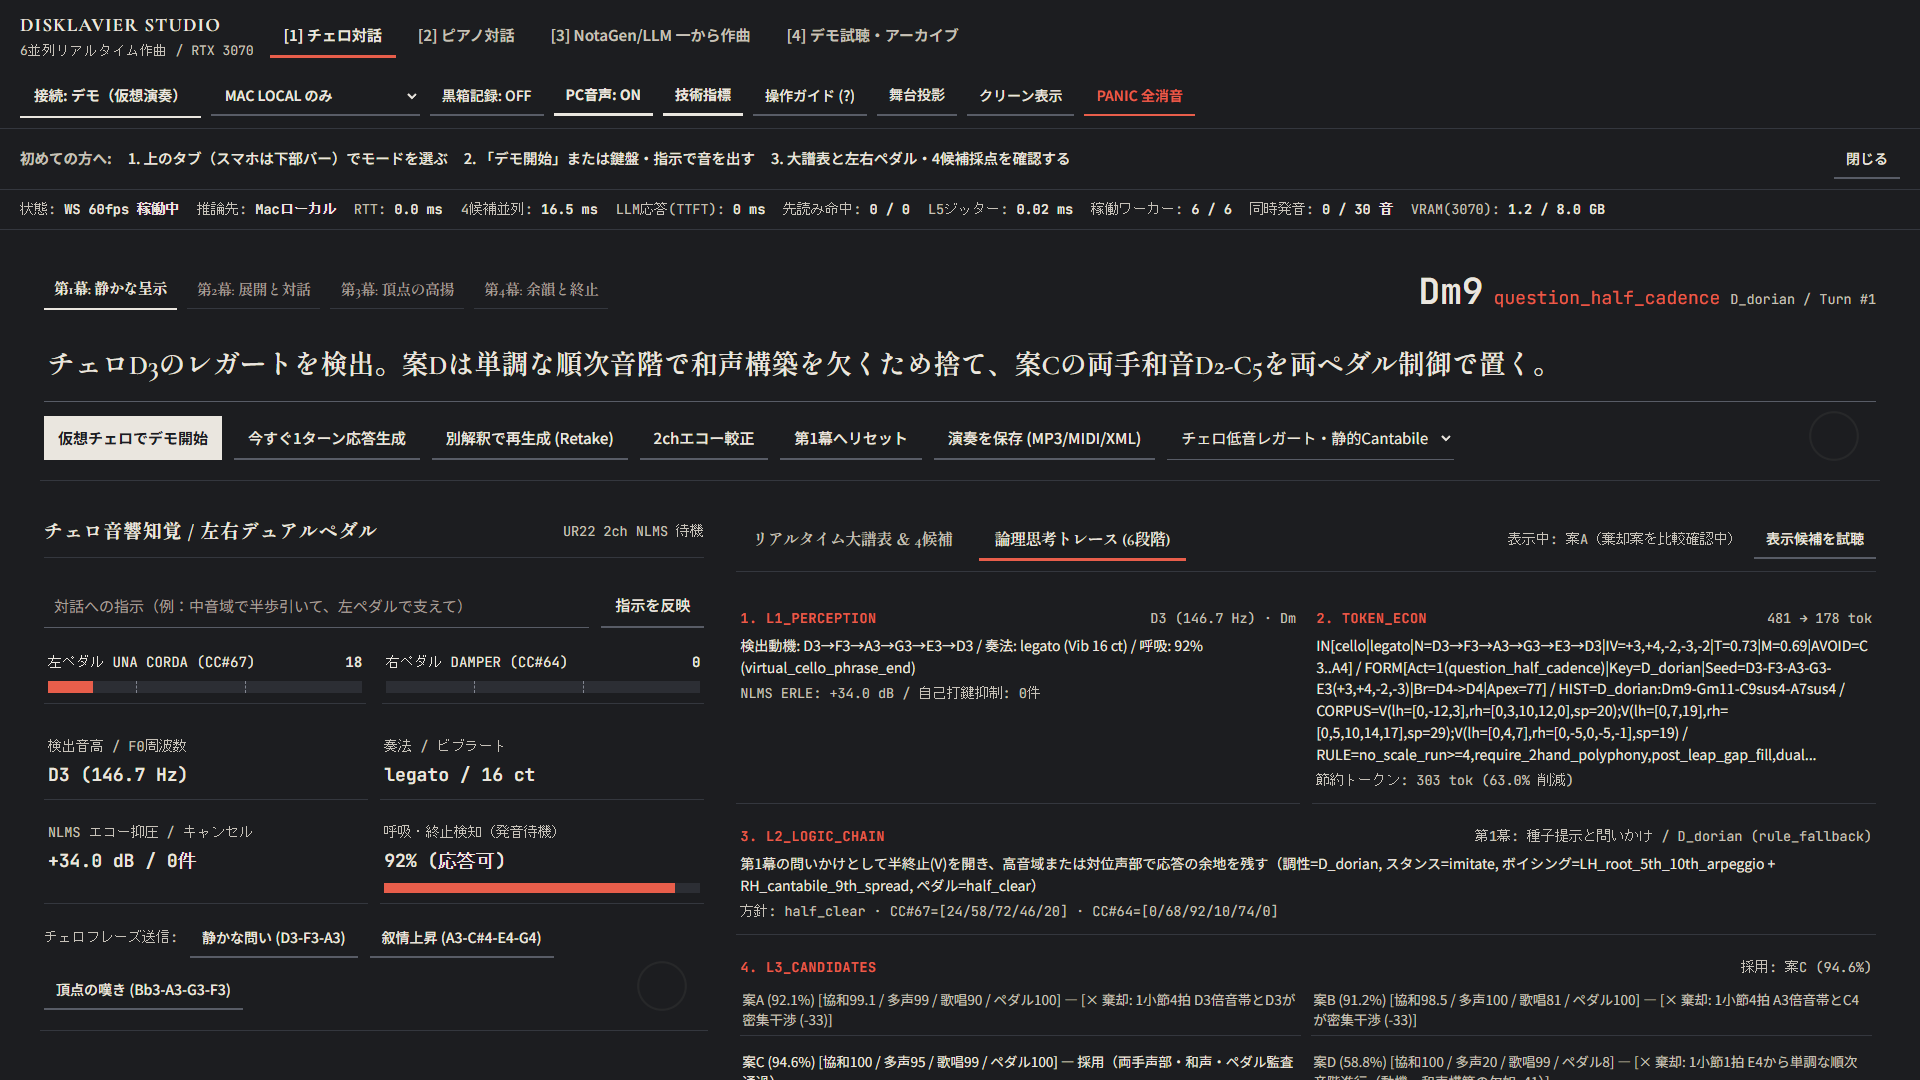 DISKLAVIER STUDIO
6並列リアルタイム作曲 / RTX 3070
[1] チェロ対話 [2] ピアノ対話 [3] NotaGen/LLM 一から作曲 [4] デモ試聴・アーカイブ
接続: デモ（仮想演奏） MAC LOCAL のみ 黒箱記録: OFF PC音声: ON 技術指標 操作ガイド (?) 舞台投影 クリーン表示 PANIC 全消音
初めての方へ: 1. 上のタブ（スマホは下部バー）でモードを選ぶ 2. 「デモ開始」または鍵盤・指示で音を出す 3. 大譜表と左右ペダル・4候補採点を確認する 閉じる
状態: WS 60fps 稼働中 推論先: Macローカル RTT: 0.0 ms 4候補並列: 16.5 ms LLM応答(TTFT): 0 ms 先読み命中: 0 / 0 L5ジッター: 0.02 ms 稼働ワーカー: 6 / 6 同時発音: 0 / 30 音 VRAM(3070): 1.2 / 8.0 GB
第1幕: 静かな呈示 第2幕: 展開と対話 第3幕: 頂点の高揚 第4幕: 余韻と終止
Dm9 question_half_cadence D_dorian / Turn #1
チェロD3のレガートを検出。案Dは単調な順次音階で和声構築を欠くため捨て、案Cの両手和音D2-C5を両ペダル制御で置く。
仮想チェロでデモ開始 今すぐ1ターン応答生成 別解釈で再生成 (Retake) 2chエコー較正 第1幕へリセット 演奏を保存 (MP3/MIDI/XML) チェロ低音レガート・静的Cantabile
チェロ音響知覚 / 左右デュアルペダル UR22 2ch NLMS 待機
対話への指示（例：中音域で半歩引いて、左ペダルで支えて） 指示を反映
左ペダル UNA CORDA (CC#67) 18 右ペダル DAMPER (CC#64) 0
検出音高 / F0周波数 奏法 / ビブラート
D3 (146.7 Hz) legato / 16 ct
NLMS エコー抑圧 / キャンセル 呼吸・終止検知（発音待機）
+34.0 dB / 0件 92% (応答可)
チェロフレーズ送信: 静かな問い (D3-F3-A3) 叙情上昇 (A3-C#4-E4-G4)
頂点の嘆き (Bb3-A3-G3-F3)
リアルタイム大譜表 & 4候補 論理思考トレース (6段階) 表示中: 案A（棄却案を比較確認中） 表示候補を試聴
1. L1_PERCEPTION D3 (146.7 Hz) · Dm
検出動機: D3→F3→A3→G3→E3→D3 / 奏法: legato (Vib 16 ct) / 呼吸: 92%
(virtual_cello_phrase_end)
NLMS ERLE: +34.0 dB / 自己打鍵抑制: 0件
2. TOKEN_ECON 481 → 178 tok
IN[cello|legato|N=D3→F3→A3→G3→E3→D3|IV=+3,+4,-2,-3,-2|T=0.73|M=0.69|AVOID=C
3..A4] / FORM[Act=1(question_half_cadence)|Key=D_dorian|Seed=D3-F3-A3-G3-
E3(+3,+4,-2,-3)|Br=D4->D4|Apex=77] / HIST=D_dorian:Dm9-Gm11-C9sus4-A7sus4 /
CORPUS=V(lh=[0,-12,3],rh=[0,3,10,12,0],sp=20);V(lh=[0,7,19],rh=
[0,5,10,14,17],sp=29);V(lh=[0,4,7],rh=[0,-5,0,-5,-1],sp=19) /
RULE=no_scale_run>=4,require_2hand_polyphony,post_leap_gap_fill,dual...
節約トークン: 303 tok (63.0% 削減)
3. L2_LOGIC_CHAIN 第1幕: 種子提示と問いかけ / D_dorian (rule_fallback)
第1幕の問いかけとして半終止(V)を開き、高音域または対位声部で応答の余地を残す（調性=D_dorian, スタンス=imitate, ボイシング=LH_root_5th_10th_arpeggio +
RH_cantabile_9th_spread, ペダル=half_clear）
方針: half_clear · CC#67=[24/58/72/46/20] · CC#64=[0/68/92/10/74/0]
4. L3_CANDIDATES 採用: 案C (94.6%)
案A (92.1%) [協和99.1 / 多声99 / 歌唱90 / ペダル100] — [× 棄却: 1小節4拍 D3倍音帯とD3が
密集干渉 (-33)]
案B (91.2%) [協和98.5 / 多声100 / 歌唱81 / ペダル100] — [× 棄却: 1小節4拍 A3倍音帯とC4
が密集干渉 (-33)]
案C (94.6%) [協和100 / 多声95 / 歌唱99 / ペダル100] — 採用（両手声部・和声・ペダル監査
案D (58.8%) [協和100 / 多声20 / 歌唱99 / ペダル8] — [× 棄却: 1小節1拍 E4から単調な順次